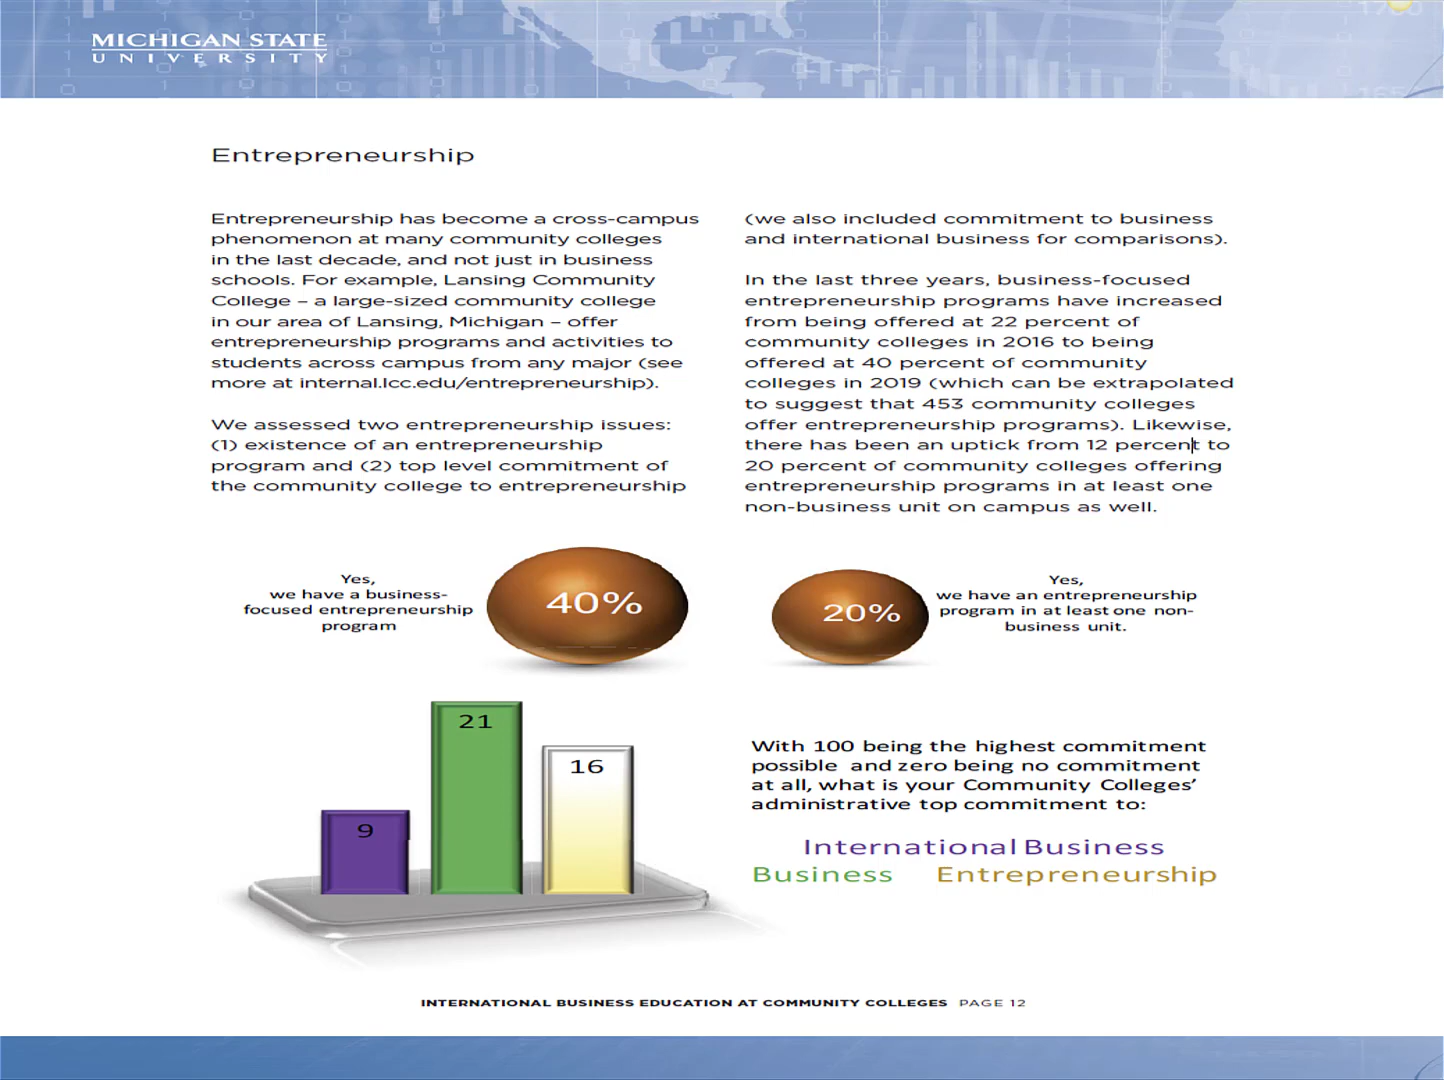 MICHIGAN STATE
UNIVERSITY
Entrepreneurship
Entrepreneurship has become a cross-campus
phenomenon at many community colleges
in the last decade, and not just in business
schools. For example, Lansing Community
College – a large-sized community college
in our area of Lansing, Michigan – offer
entrepreneurship programs and activities to
students across campus from any major (see
more at internal.lcc.edu/entrepreneurship).
We assessed two entrepreneurship issues:
(1) existence of an entrepreneurship
program and (2) top level commitment of
the community college to entrepreneurship
(we also included commitment to business
and international business for comparisons).
In the last three years, business-focused
entrepreneurship programs have increased
from being offered at 22 percent of
community colleges in 2016 to being
offered at 40 percent of community
colleges in 2019 (which can be extrapolated
to suggest that 453 community colleges
offer entrepreneurship programs). Likewise,
there has been an uptick from 12 percent to
20 percent of community colleges offering
entrepreneurship programs in at least one
non-business unit on campus as well.
Yes,
we have a business-
focused entrepreneurship
program
40%
20%
Yes,
we have an entrepreneurship
program in at least one non-
business unit.
9
21
16
With 100 being the highest commitment
possible and zero being no commitment
at all, what is your Community Colleges'
administrative top commitment to:
International Business
Business Entrepreneurship
INTERNATIONAL BUSINESS EDUCATION AT COMMUNITY COLLEGES PAGE 12